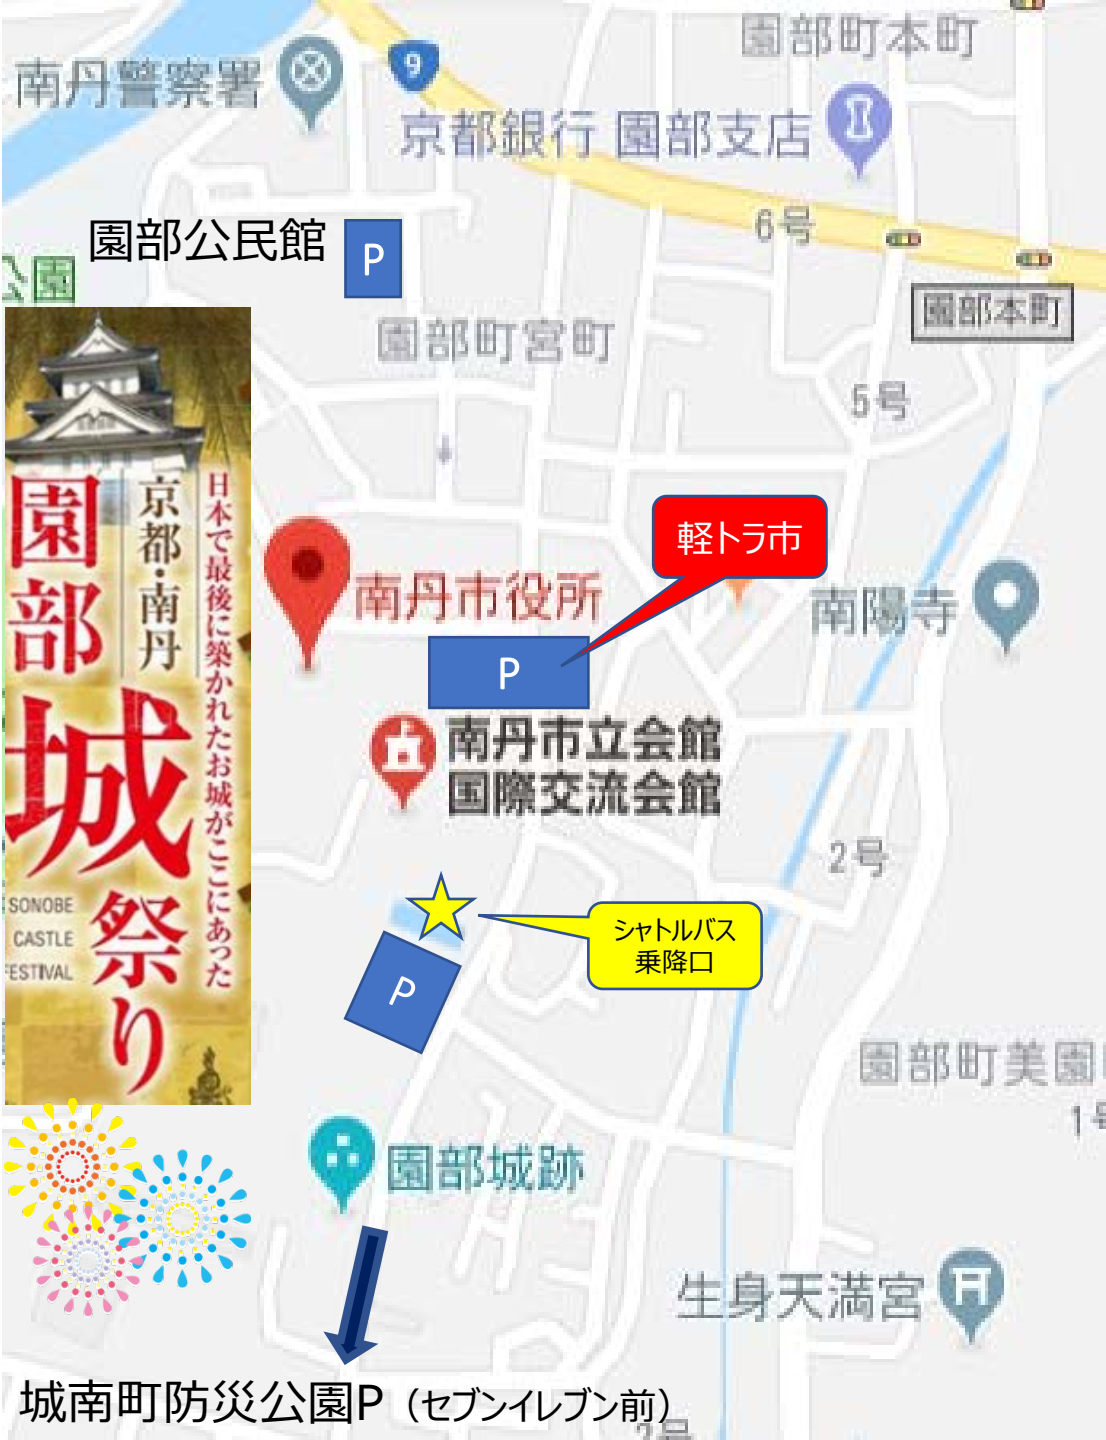 南丹警察署
9
園部町本町
京都銀行 園部支店
6号
園部公民館
P
公園
園部本町
園部町宮町
5号
日本で最後に築かれたお城がここにあった
京都・南丹
園部城祭り
SONOBE
CASTLE
FESTIVAL
軽トラ市
南丹市役所
南陽寺
P
南丹市立会館
国際交流会館
2号
シャトルバス
乗降口
P
園部町美園
1号
園部城跡
生身天満宮
城南町防災公園P（セブンイレブン前）
2号